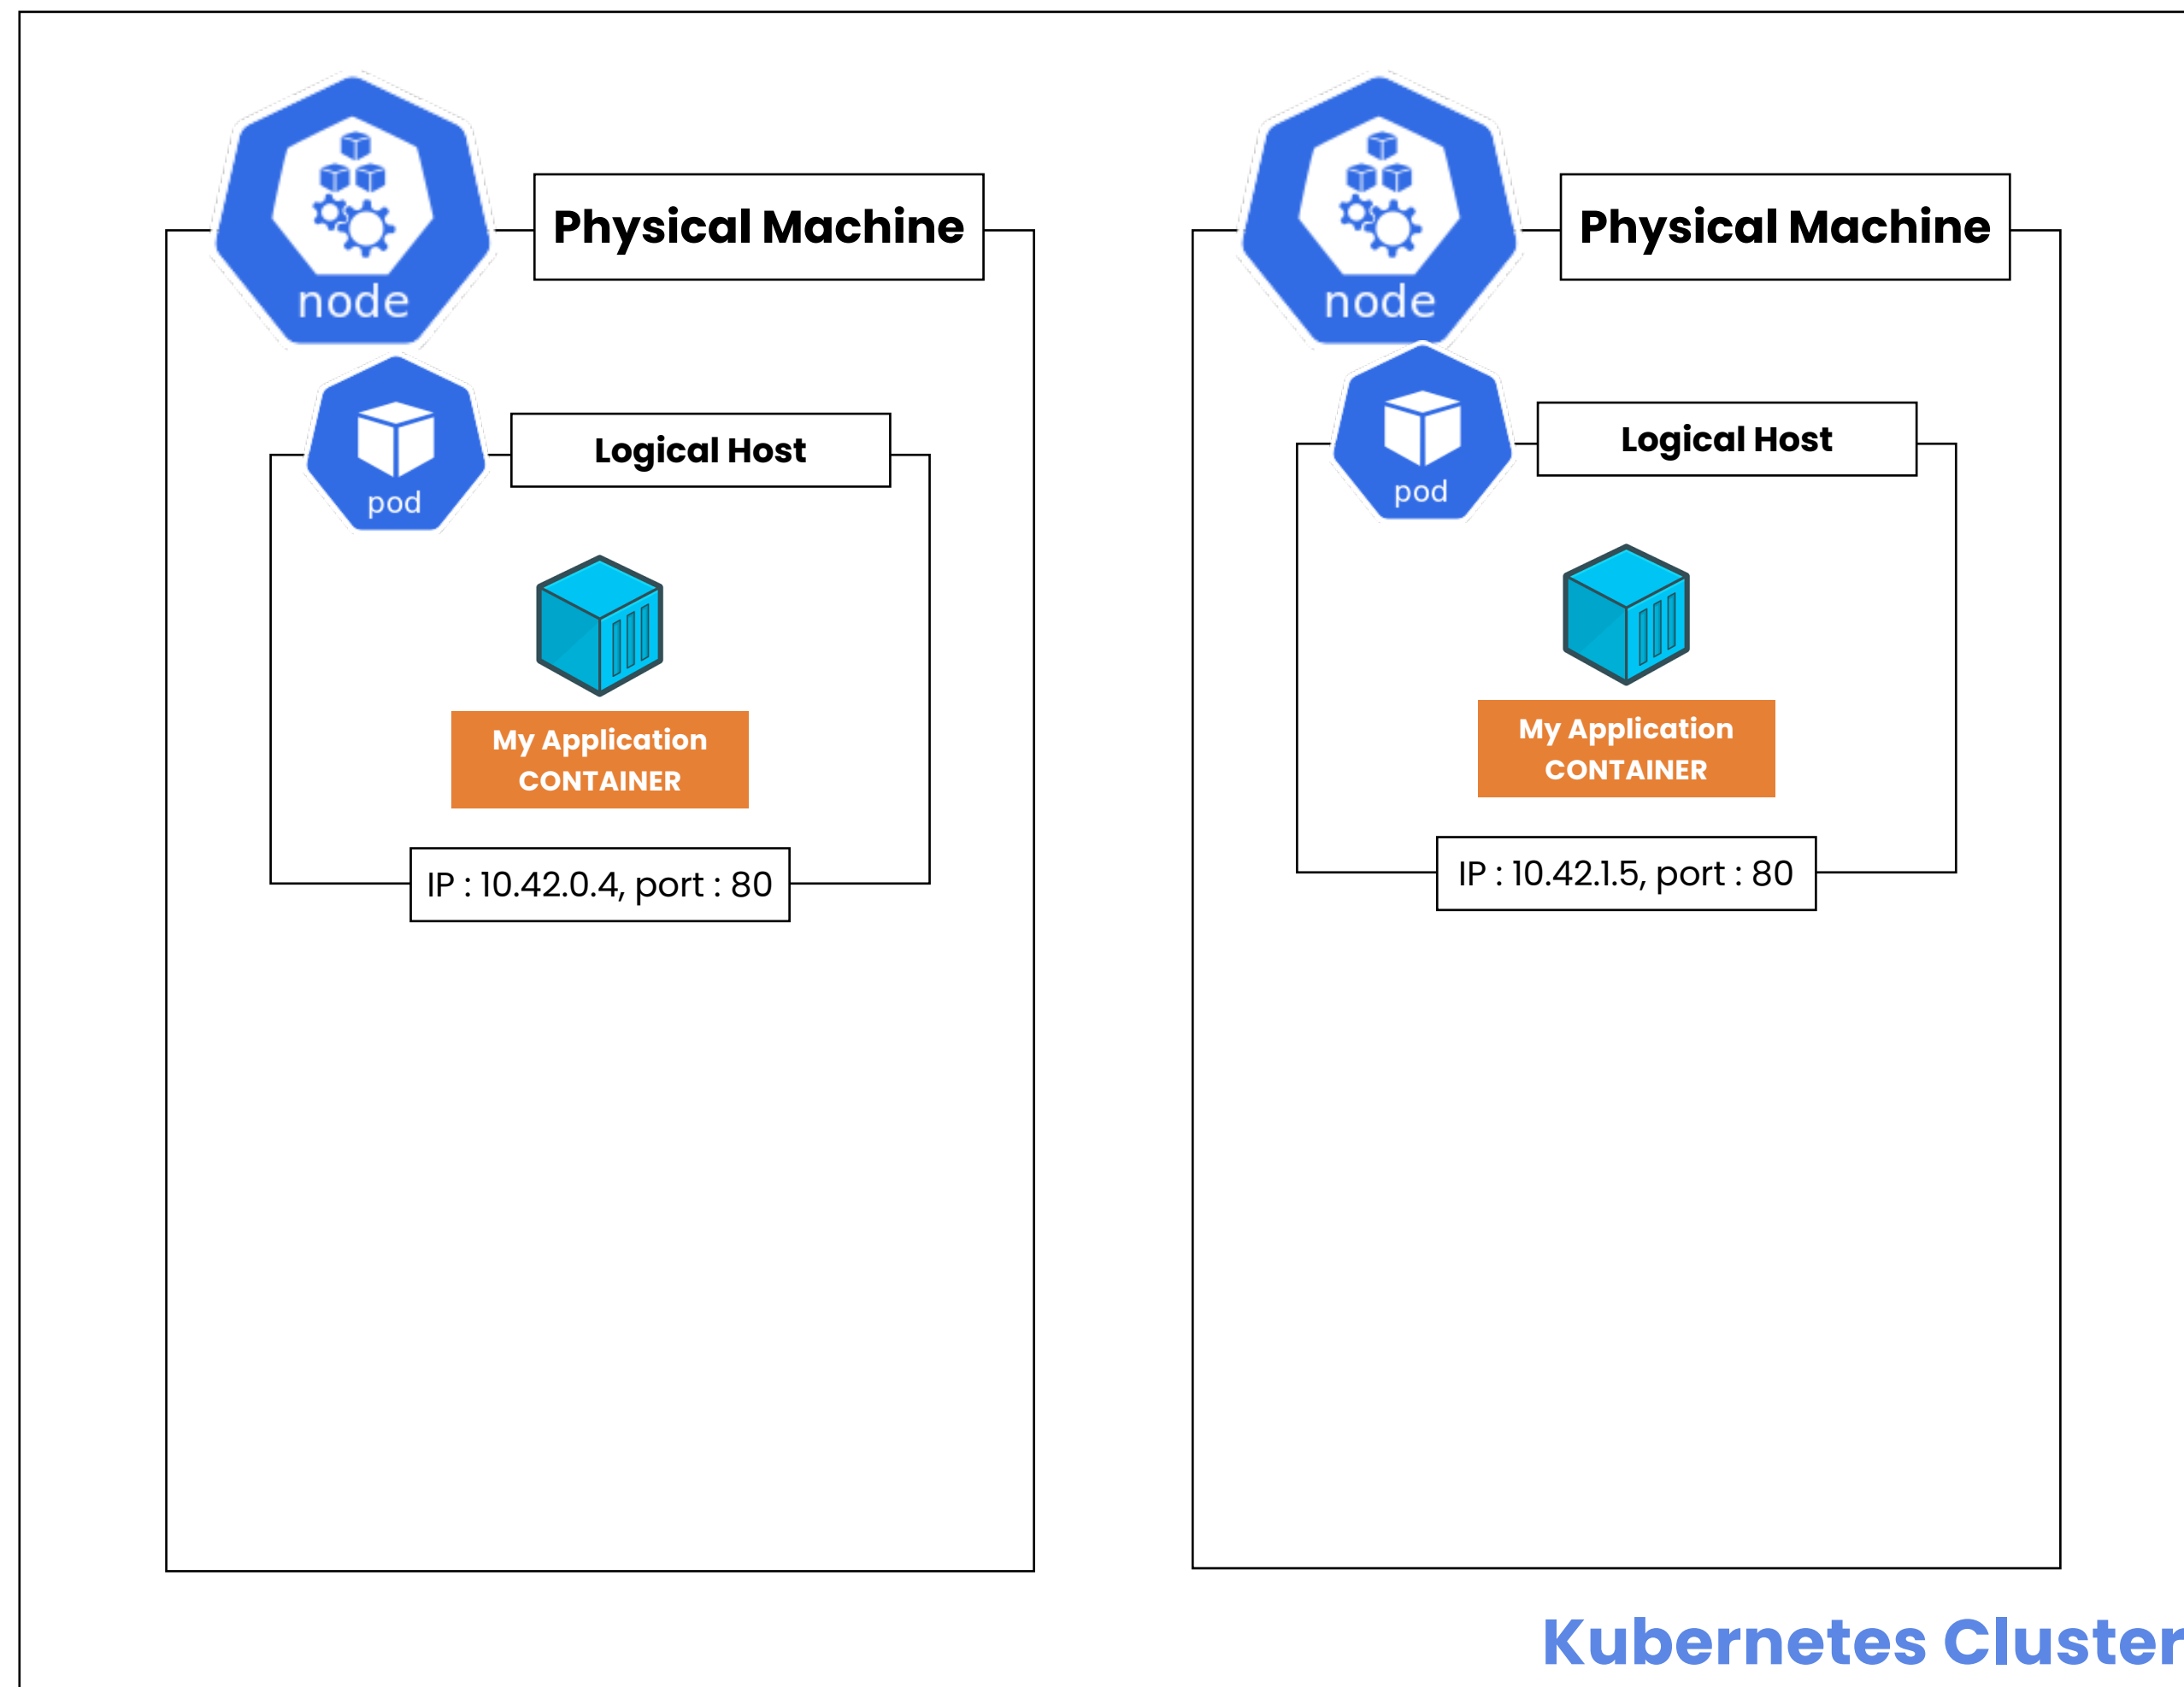 node
Physical Machine
pod
Logical Host
My Application
CONTAINER
IP : 10.42.0.4, port : 80
node
Physical Machine
pod
Logical Host
My Application
CONTAINER
IP : 10.42.1.5, port : 80
Kubernetes Cluster